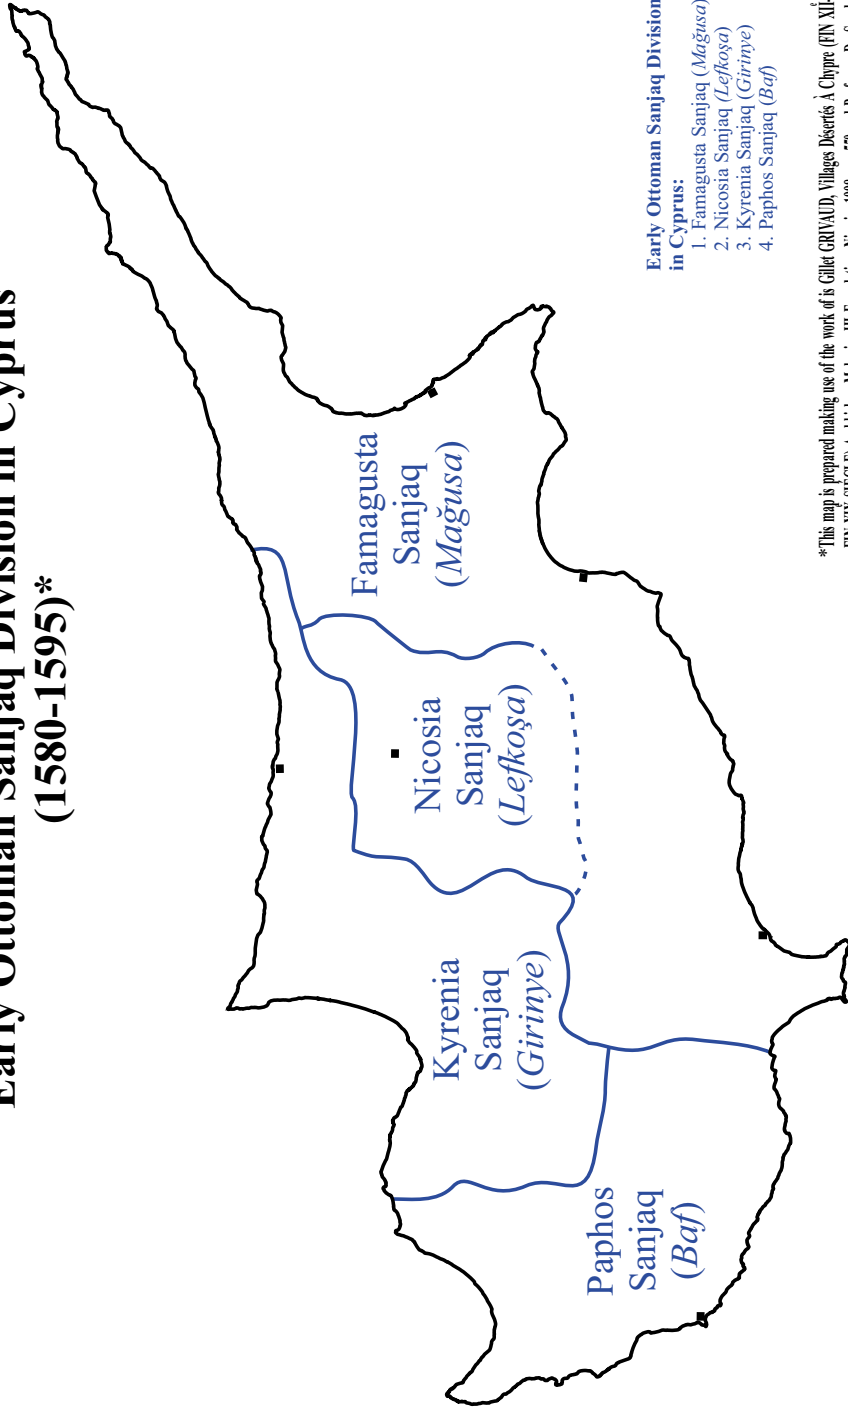 Early Ottoman Sanjaq Division in Cyprus
(1580-1595)*
Famagusta
Sanjaq
(Mağusa)
Nicosia
Sanjaq
(Lefkoşa)
Kyrenia
Sanjaq
(Girinye)
Paphos
Sanjaq
(Baf)
Early Ottoman Sanjaq Division
in Cyprus:
1. Famagusta Sanjaq (Mağusa)
2. Nicosia Sanjaq (Lefkoşa)
3. Kyrenia Sanjaq (Girinye)
4. Paphos Sanjaq (Baf)
*This map is prepared making use of the work of is Gillet GRIVAUD, Villages Désertés À Chypre (FIN XII-